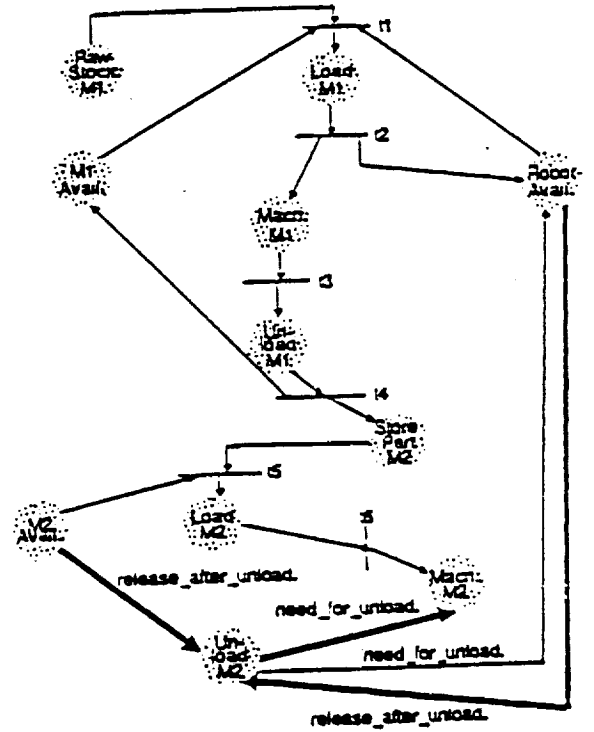 t1
Raw
Stock
M1
Load
M1
t2
M1
Avail.
Robot
Avail.
Mach.
M1
t3
Un-
load
M1
t4
Store
Part
M2
t5
M2
Avail.
Load
M2
Mach.
M2
release_after_unload.
need_for_unload.
Un-
load
M2
need_for_unload.
release_after_unload.